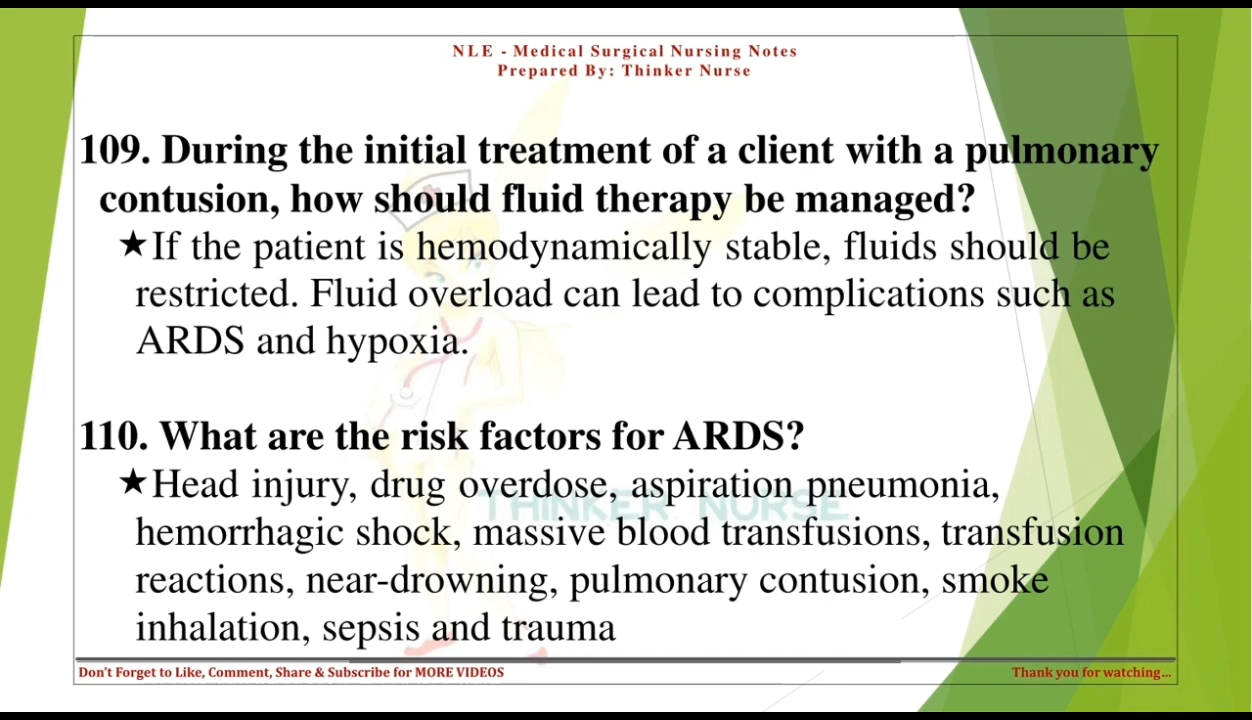 NLE - Medical Surgical Nursing Notes
Prepared By: Thinker Nurse
109. During the initial treatment of a client with a pulmonary
contusion, how should fluid therapy be managed?
★If the patient is hemodynamically stable, fluids should be
restricted. Fluid overload can lead to complications such as
ARDS and hypoxia.
110. What are the risk factors for ARDS?
★Head injury, drug overdose, aspiration pneumonia,
THINKER NURSE
hemorrhagic shock, massive blood transfusions, transfusion
reactions, near-drowning, pulmonary contusion, smoke
inhalation, sepsis and trauma
Don't Forget to Like, Comment, Share & Subscribe for MORE VIDEOS
Thank you for watching...